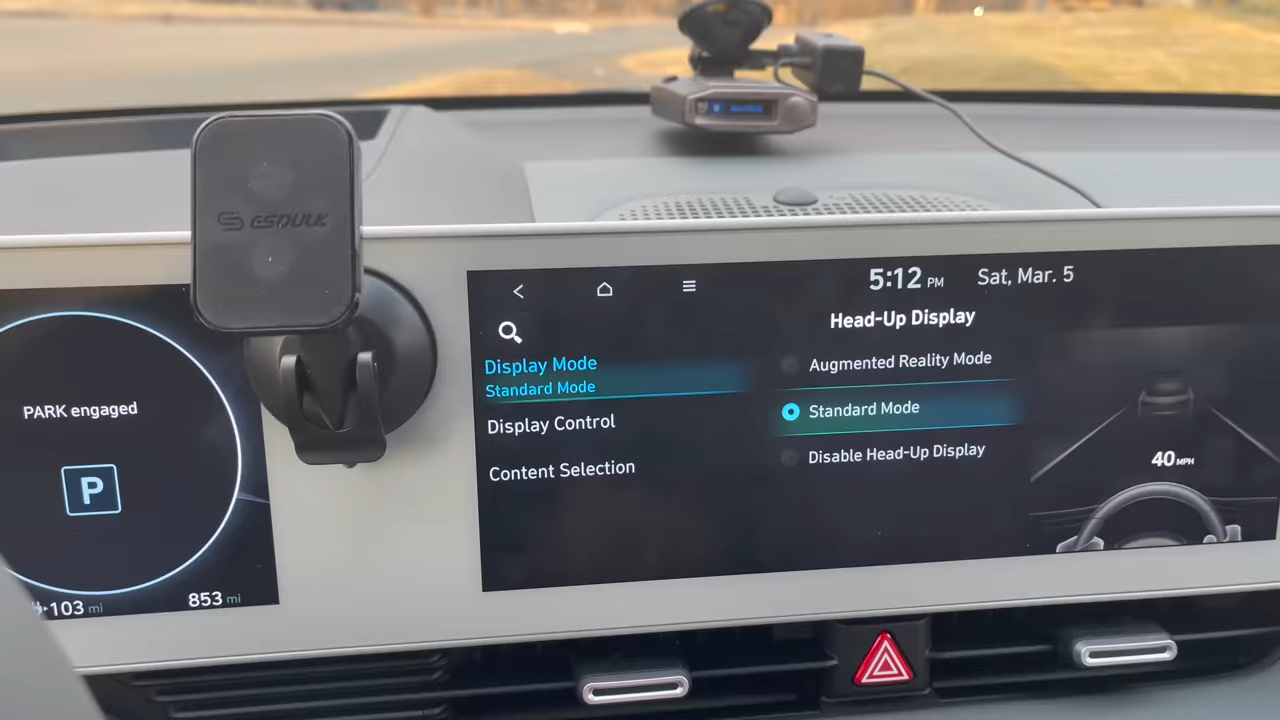 ESOULK
5:12 PM
Sat, Mar. 5
Head-Up Display
Display Mode
Standard Mode
Display Control
Content Selection
Augmented Reality Mode
Standard Mode
Disable Head-Up Display
40 MPH
PARK engaged
P
103 mi
853 mi